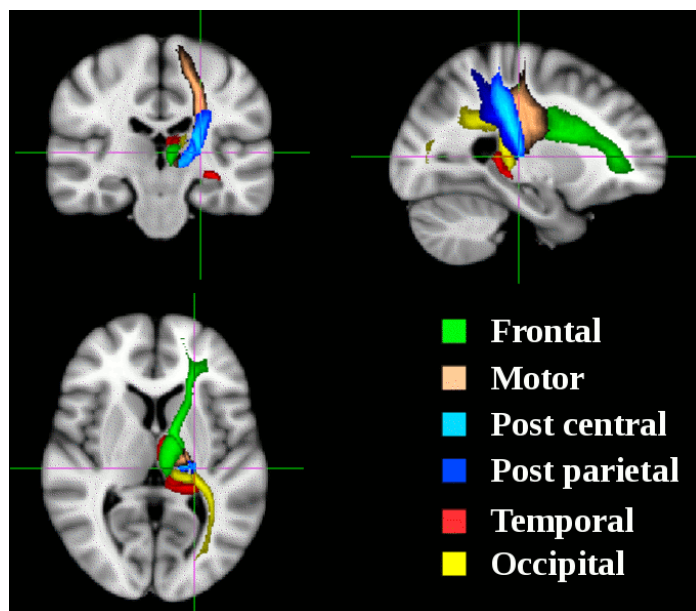 Frontal
Motor
Post central
Post parietal
Temporal
Occipital